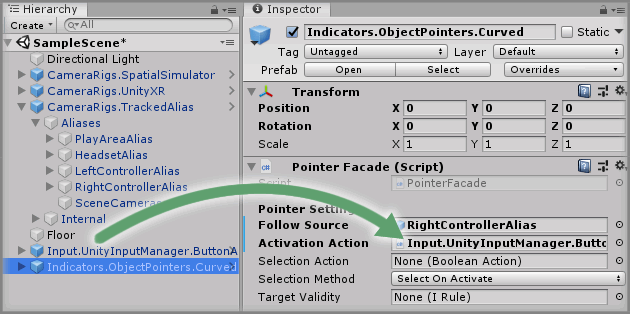 Hierarchy
Create
All
SampleScene*
Directional Light
CameraRigs.SpatialSimulator
CameraRigs.UnityXR
CameraRigs.TrackedAlias
Aliases
PlayAreaAlias
HeadsetAlias
LeftControllerAlias
RightControllerAlias
SceneCameras
Internal
Floor
Input.UnityInputManager.ButtonA
Indicators.ObjectPointers.Curved
Inspector
Indicators.ObjectPointers.Curved Static
Tag Untagged Layer Default
Prefab Open Select Overrides
Transform
Position X 0 Y 0 Z 0
Rotation X 0 Y 0 Z 0
Scale X 1 Y 1 Z 1
Pointer Facade (Script)
Script PointerFacade
Pointer
Follow Source RightControllerAlias
Activation Action Input.UnityInputManager.Butto
Selection Action None (Boolean Action)
Selection Method Select On Activate
Target Validity None (I Rule)